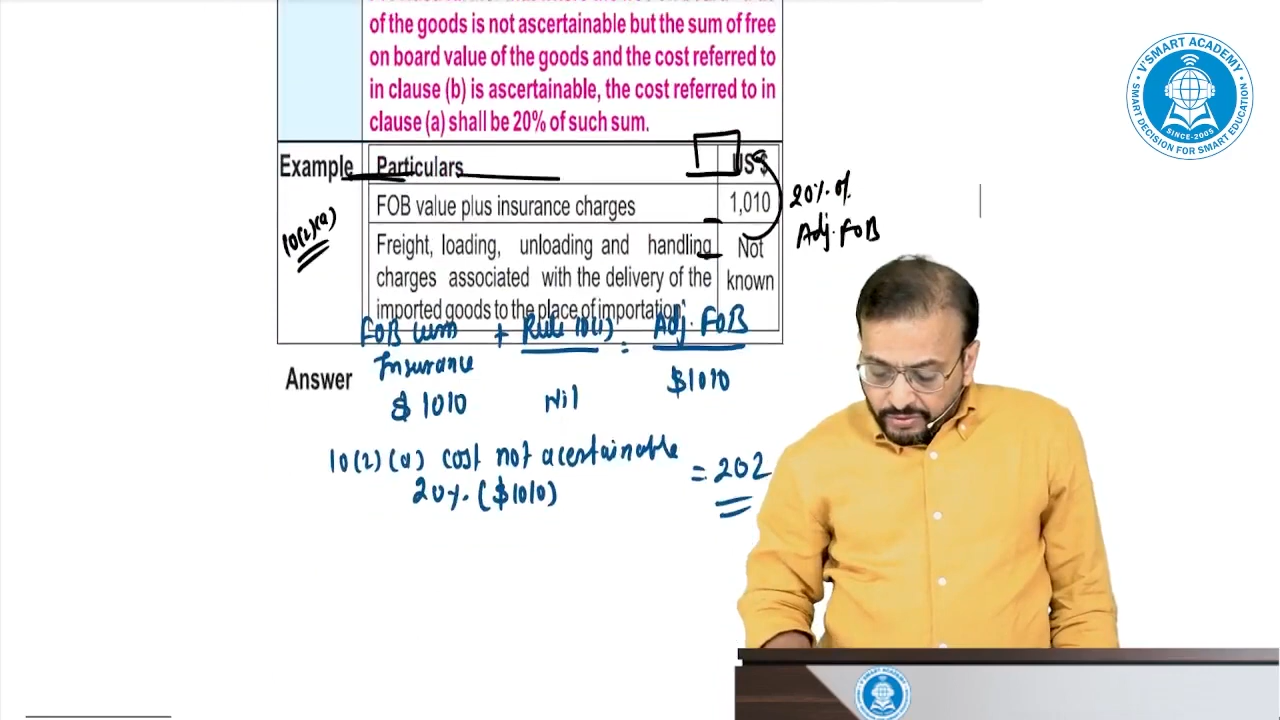 of the goods is not ascertainable but the sum of free
on board value of the goods and the cost referred to
in clause (b) is ascertainable, the cost referred to in
clause (a) shall be 20% of such sum.
Example
Particulars
US $
FOB value plus insurance charges
1,010
20% of
Adj. FOB
10(2)(a)
Freight, loading, unloading and handling
charges associated with the delivery of the
imported goods to the place of importation
Not
known
FOB cum
Insurance
$ 1010
+
Rule 10(1)
Nil
=
Adj. FOB
$1010
Answer
10(2)(a) cost not acertainable
20% ($1010)
= 202
V'SMART ACADEMY
SINCE-2005
SMART DECISION FOR SMART EDUCATION